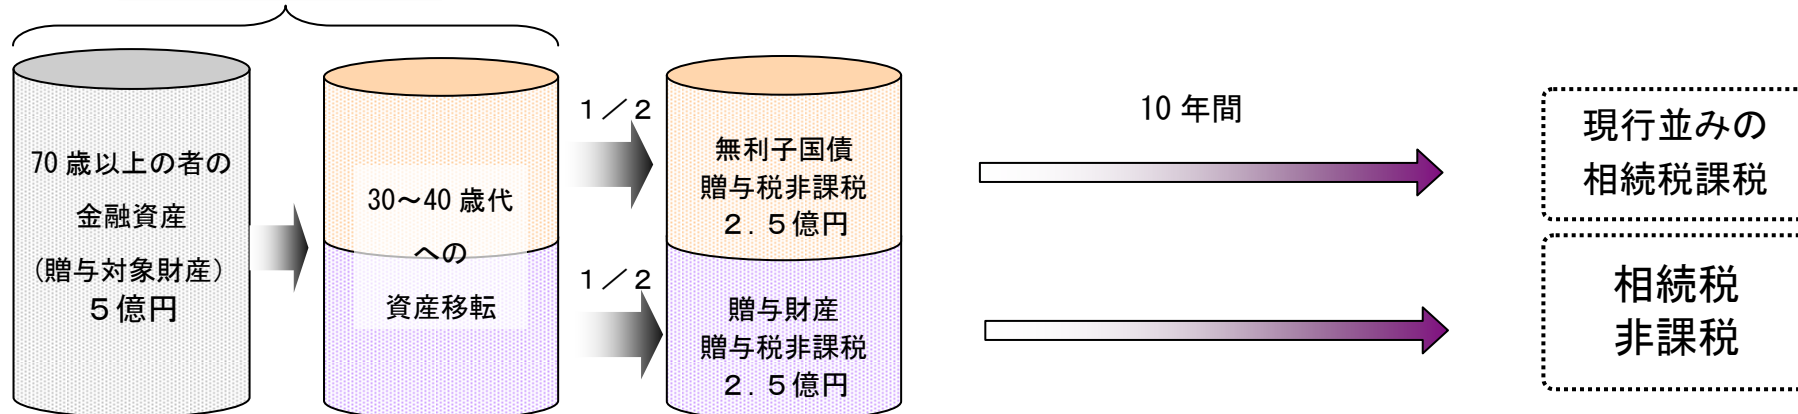 70歳以上の者の
金融資産
(贈与対象財産)
５億円
30～40歳代
への
資産移転
１／２
無利子国債
贈与税非課税
２.５億円
１／２
贈与財産
贈与税非課税
２.５億円
10年間
現行並みの
相続税課税
相続税
非課税